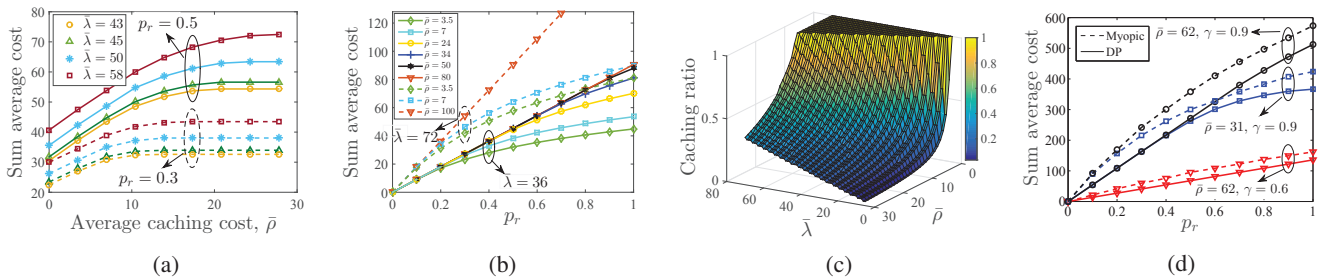 80
70
60
50
40
30
20
0
10
20
30
Sum average cost
Average caching cost, ρ̄
λ̄ = 43
λ̄ = 45
λ̄ = 50
λ̄ = 58
p_r = 0.5
p_r = 0.3
(a)
120
100
80
60
40
20
0
0.2
0.4
0.6
0.8
1
Sum average cost
p_r
ρ̄ = 3.5
ρ̄ = 7
ρ̄ = 24
ρ̄ = 34
ρ̄ = 50
ρ̄ = 80
ρ̄ = 3.5
ρ̄ = 7
ρ̄ = 100
λ̄ = 72
λ̄ = 36
(b)
Caching ratio
1
0.5
0
80
60
40
20
0
λ̄
30
20
10
0
ρ̄
1
0.8
0.6
0.4
0.2
(c)
600
500
400
300
200
100
0
0
0.2
0.4
0.6
0.8
1
Sum average cost
p_r
Myopic
DP
ρ̄ = 62, γ = 0.9
ρ̄ = 31, γ = 0.9
ρ̄ = 62, γ = 0.6
(d)